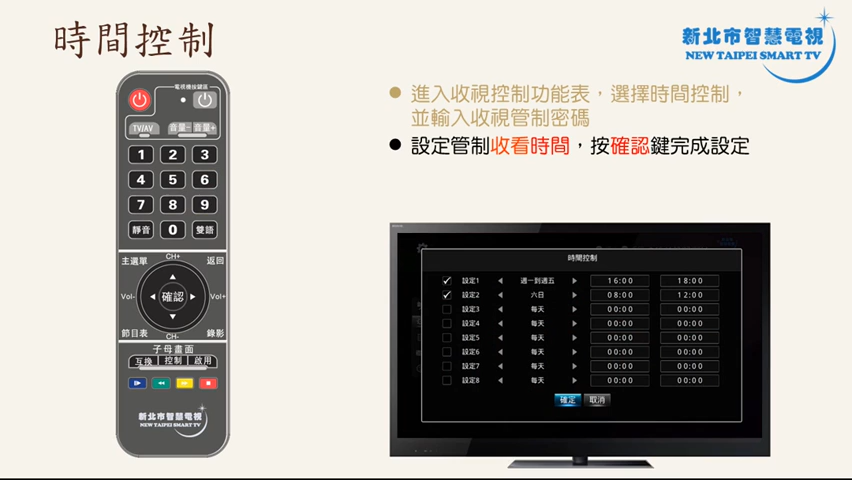 時間控制
新北市智慧電視
NEW TAIPEI SMART TV
進入收視控制功能表，選擇時間控制，
並輸入收視管制密碼
設定管制收看時間，按確認鍵完成設定
電視機按鍵區
TV/AV 音量- 音量+
1 2 3
4 5 6
7 8 9
靜音 0 雙語
CH+
主選單 返回
Vol- 確認 Vol+
節目表 錄影
CH-
子母畫面
互換 控制 啟用
新北市智慧電視
NEW TAIPEI SMART TV
時間控制
設定1 週一到週五 16:00 18:00
設定2 六日 08:00 12:00
設定3 每天 00:00 00:00
設定4 每天 00:00 00:00
設定5 每天 00:00 00:00
設定6 每天 00:00 00:00
設定7 每天 00:00 00:00
設定8 每天 00:00 00:00
確定 取消